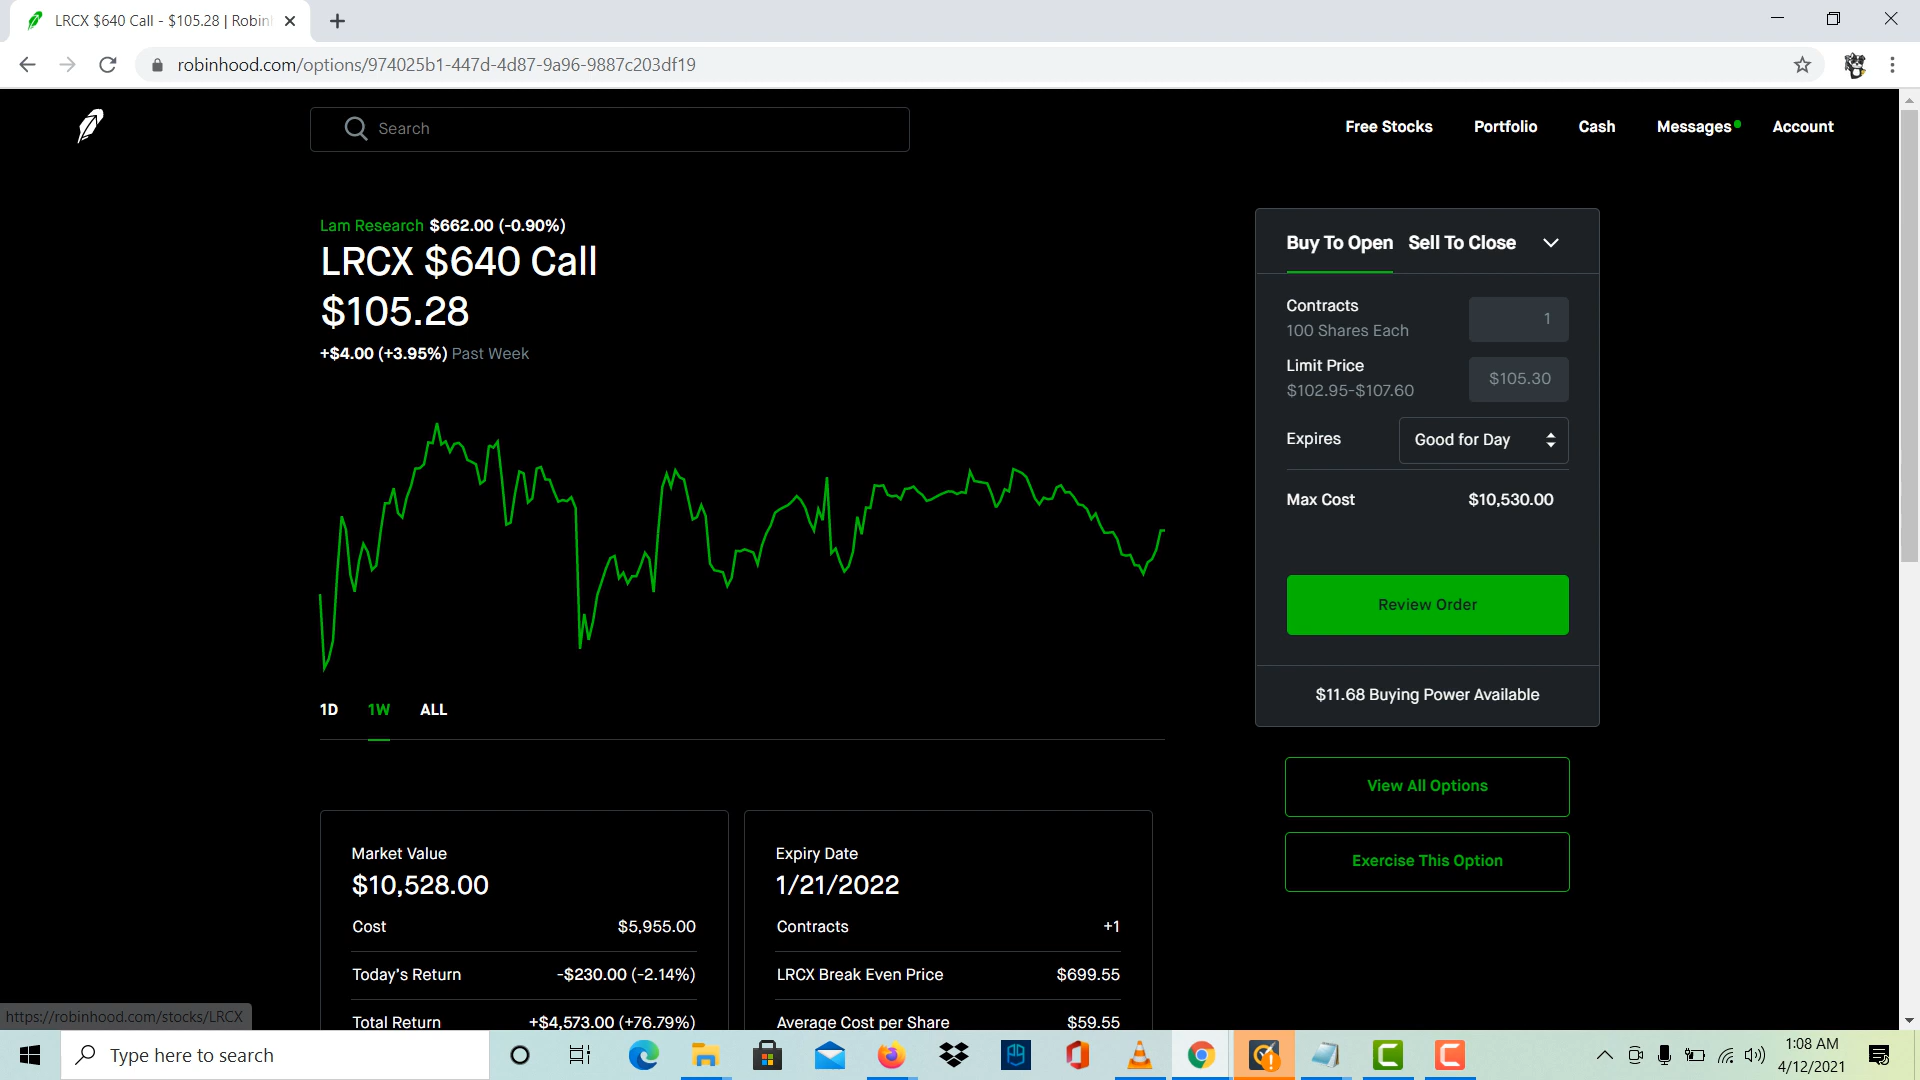 LRCX $640 Call - $105.28 | Robin
robinhood.com/options/974025b1-447d-4d87-9a96-9887c203df19
Search
Free Stocks
Portfolio
Cash
Messages
Account
Lam Research $662.00 (-0.90%)
LRCX $640 Call
$105.28
+$4.00 (+3.95%) Past Week
1D
1W
ALL
Buy To Open
Sell To Close
Contracts
1
100 Shares Each
Limit Price
$105.30
$102.95-$107.60
Expires
Good for Day
Max Cost
$10,530.00
Review Order
$11.68 Buying Power Available
View All Options
Exercise This Option
Market Value
$10,528.00
Cost
$5,955.00
Today's Return
-$230.00 (-2.14%)
Total Return
+$4,573.00 (+76.79%)
Expiry Date
1/21/2022
Contracts
+1
LRCX Break Even Price
$699.55
Average Cost per Share
$59.55
https://robinhood.com/stocks/LRCX
Type here to search
1:08 AM
4/12/2021